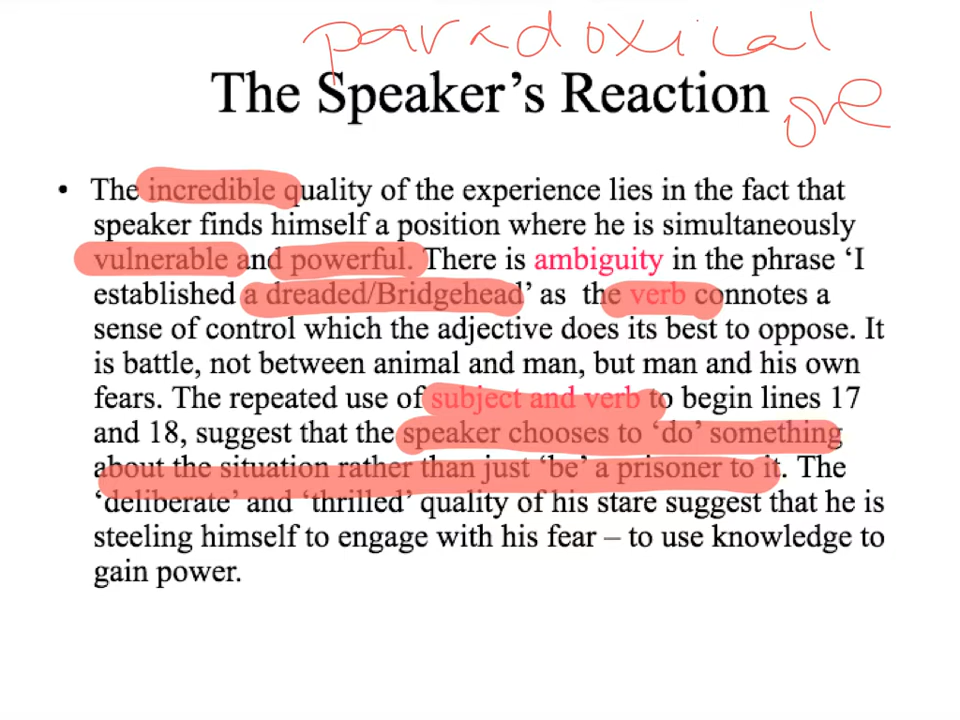 paradoxical
The Speaker's Reaction
• The incredible quality of the experience lies in the fact that
speaker finds himself a position where he is simultaneously
vulnerable and powerful. There is ambiguity in the phrase ‘I
established a dreaded/Bridgehead’ as the verb connotes a
sense of control which the adjective does its best to oppose. It
is battle, not between animal and man, but man and his own
fears. The repeated use of subject and verb to begin lines 17
and 18, suggest that the speaker chooses to ‘do’ something
about the situation rather than just ‘be’ a prisoner to it. The
‘deliberate’ and ‘thrilled’ quality of his stare suggest that he is
steeling himself to engage with his fear – to use knowledge to
gain power.